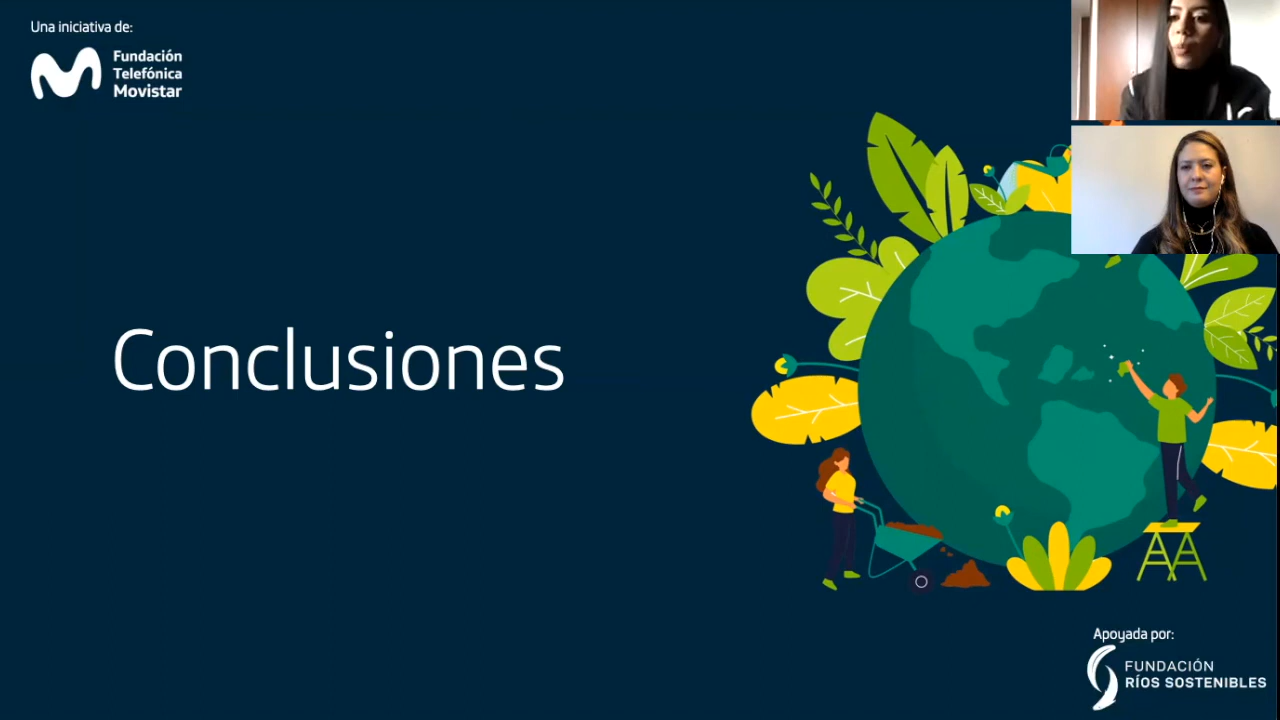 Una iniciativa de:
Fundación
Telefónica
Movistar
Conclusiones
Apoyada por:
FUNDACIÓN
RÍOS SOSTENIBLES